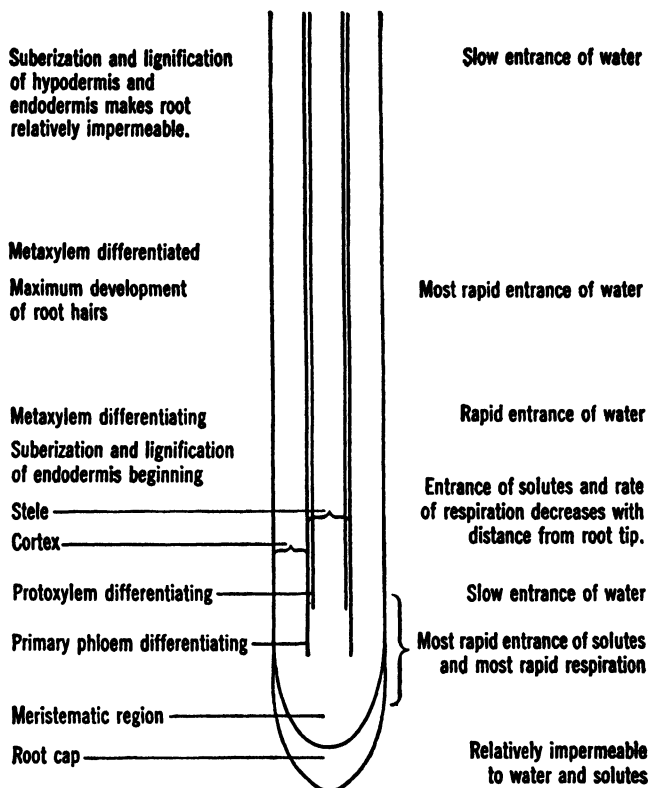 Suberization and lignification
of hypodermis and
endodermis makes root
relatively impermeable.
Slow entrance of water
Metaxylem differentiated
Maximum development
of root hairs
Most rapid entrance of water
Metaxylem differentiating
Rapid entrance of water
Suberization and lignification
of endodermis beginning
Entrance of solutes and rate
of respiration decreases with
distance from root tip.
Stele
Cortex
Protoxylem differentiating
Slow entrance of water
Primary phloem differentiating
Most rapid entrance of solutes
and most rapid respiration
Meristematic region
Root cap
Relatively impermeable
to water and solutes